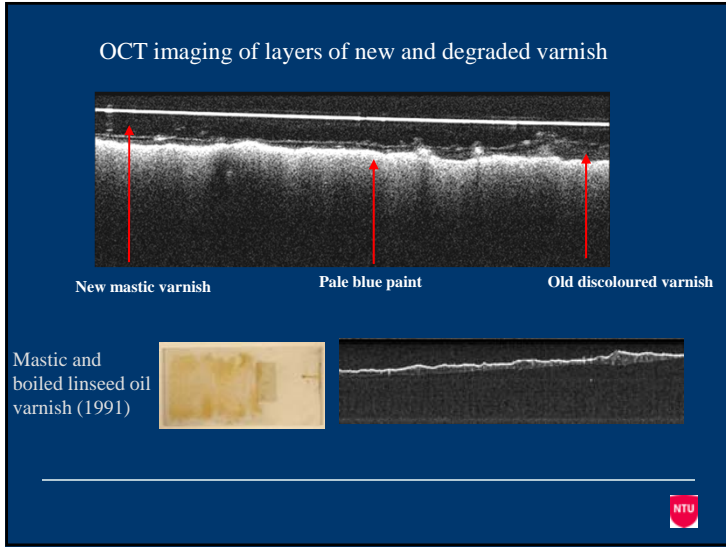 OCT imaging of layers of new and degraded varnish
New mastic varnish
Pale blue paint
Old discoloured varnish
Mastic and
boiled linseed oil
varnish (1991)
NTU